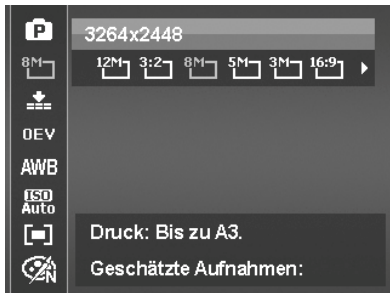 P
3264x2448
8M
12M 3:2 8M 5M 3M 16:9
0EV
AWB
ISO
Auto
Druck: Bis zu A3.
N
Geschätzte Aufnahmen: